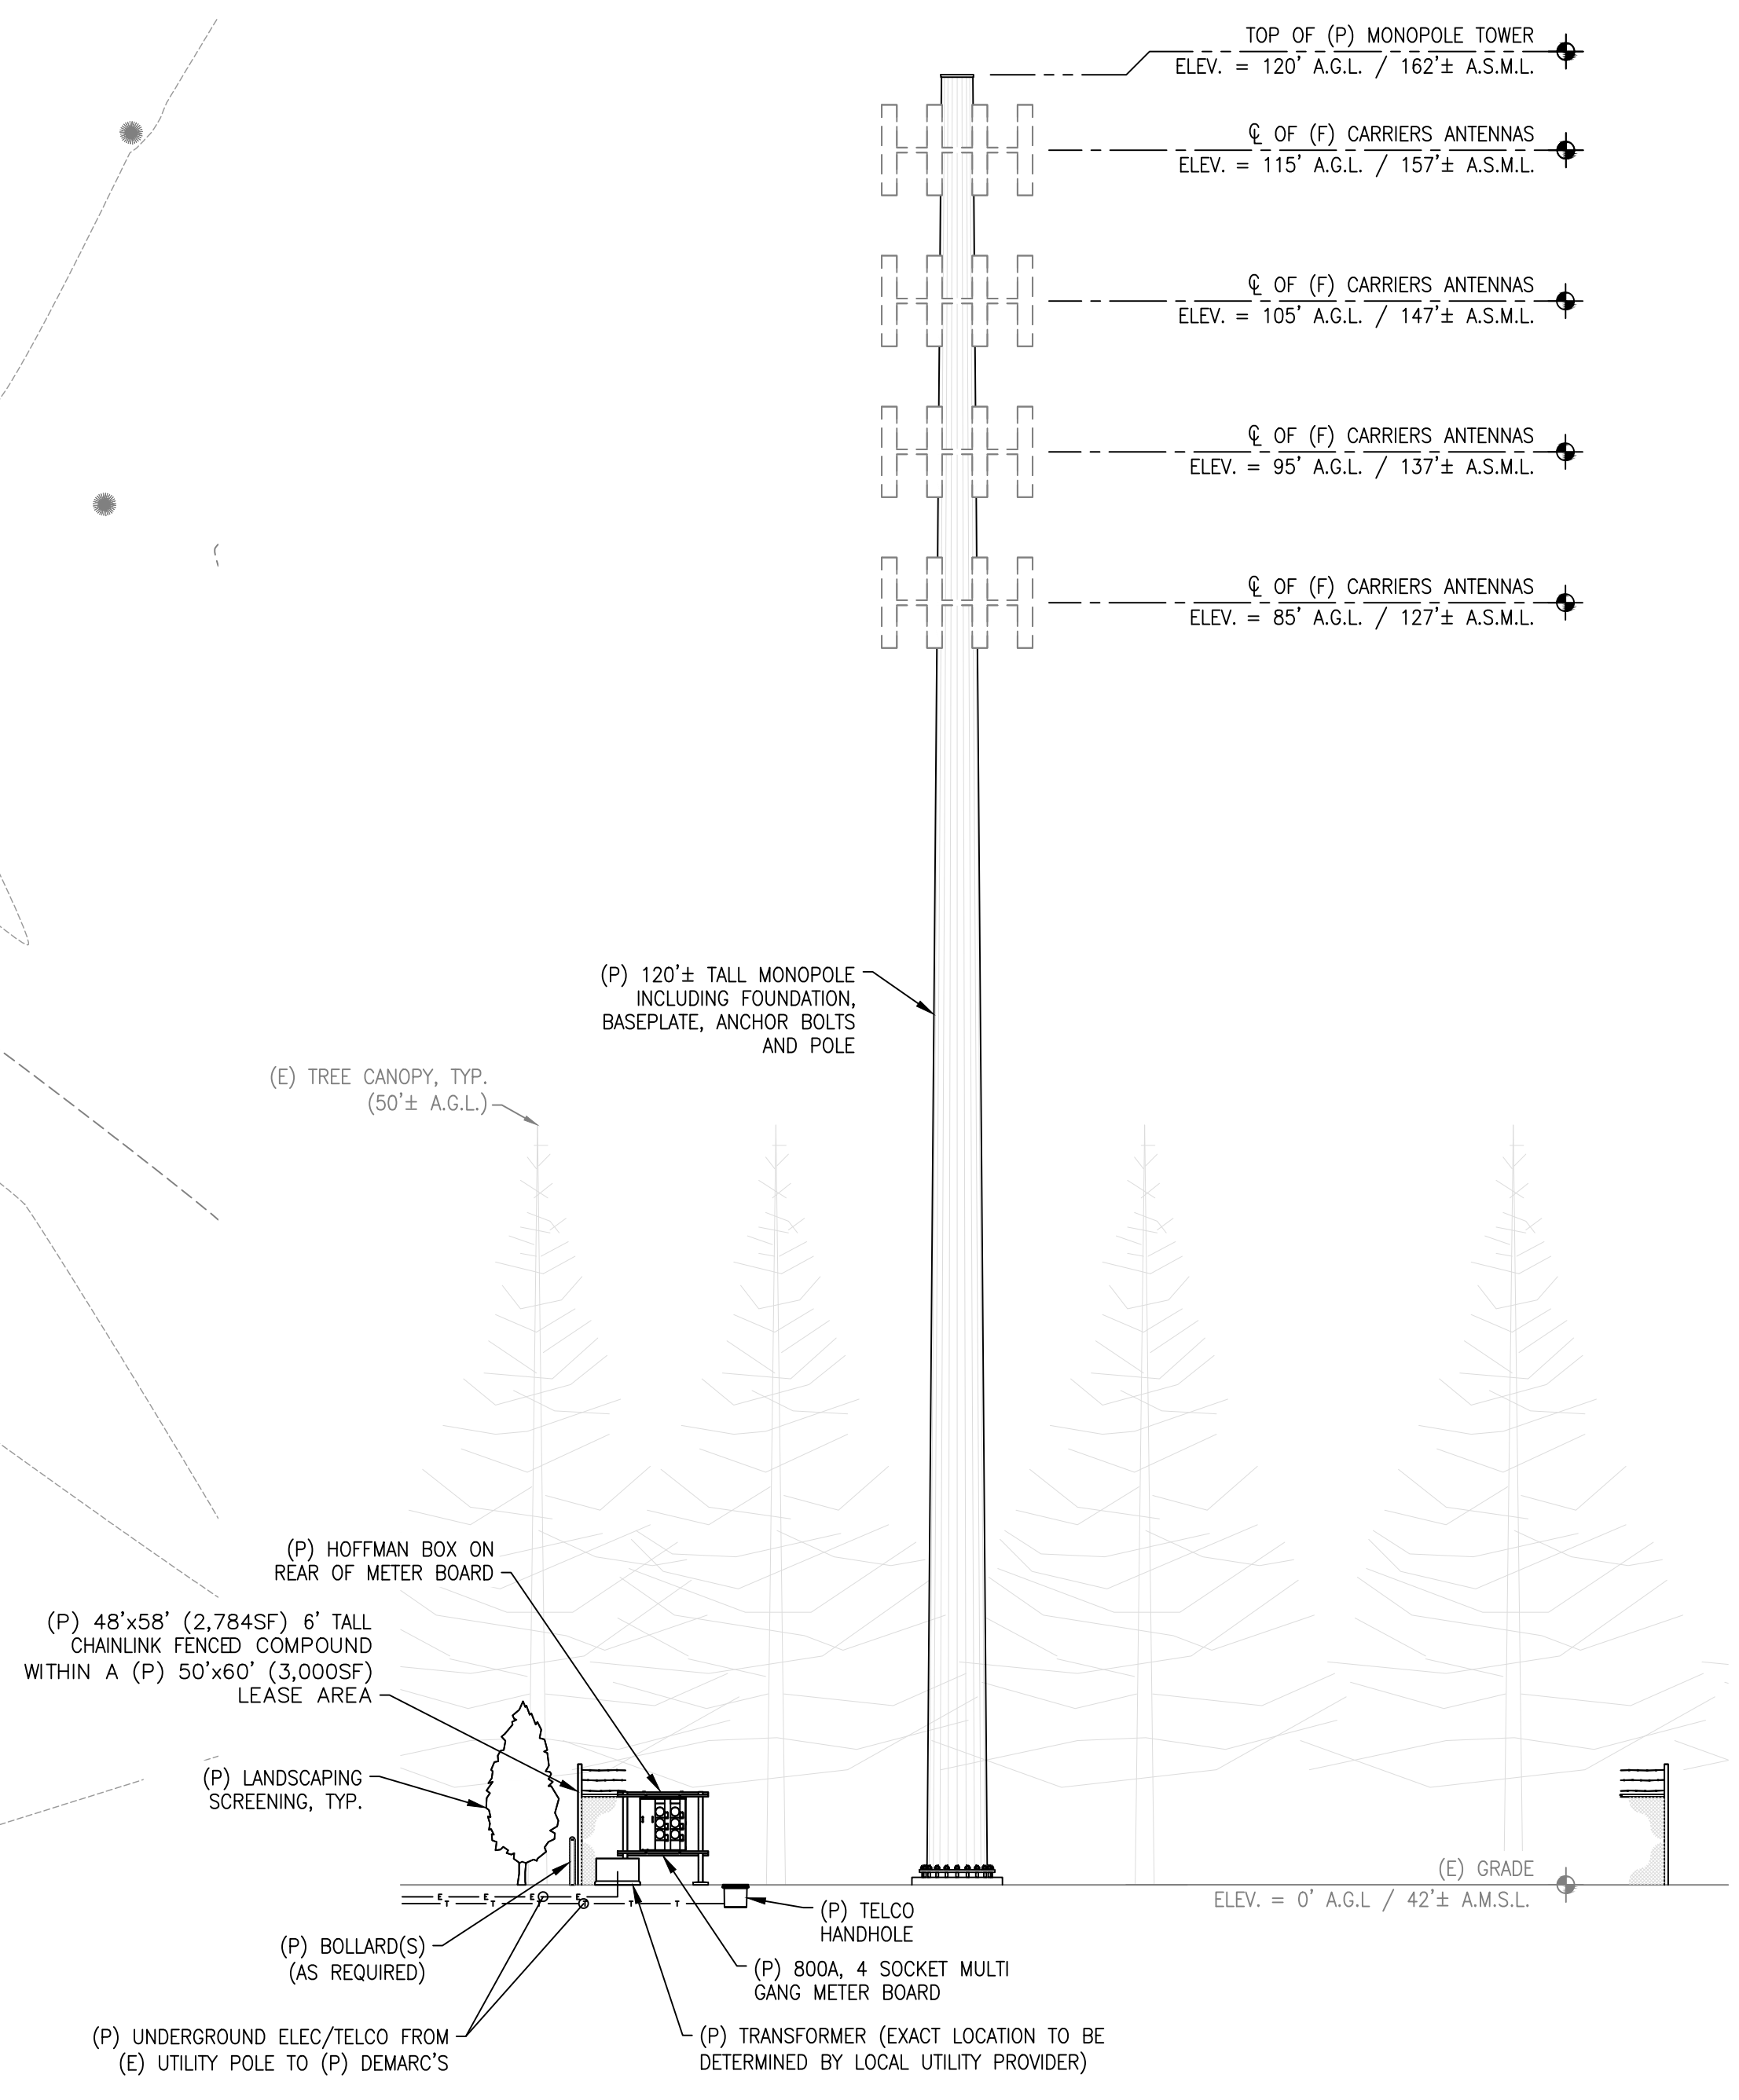 TOP OF (P) MONOPOLE TOWER
ELEV. = 120' A.G.L. / 162'± A.S.M.L.
℄ OF (F) CARRIERS ANTENNAS
ELEV. = 115' A.G.L. / 157'± A.S.M.L.
℄ OF (F) CARRIERS ANTENNAS
ELEV. = 105' A.G.L. / 147'± A.S.M.L.
℄ OF (F) CARRIERS ANTENNAS
ELEV. = 95' A.G.L. / 137'± A.S.M.L.
℄ OF (F) CARRIERS ANTENNAS
ELEV. = 85' A.G.L. / 127'± A.S.M.L.
(P) 120'± TALL MONOPOLE
INCLUDING FOUNDATION,
BASEPLATE, ANCHOR BOLTS
AND POLE
(E) TREE CANOPY, TYP.
(50'± A.G.L.)
(P) HOFFMAN BOX ON
REAR OF METER BOARD
(P) 48'x58' (2,784SF) 6' TALL
CHAINLINK FENCED COMPOUND
WITHIN A (P) 50'x60' (3,000SF)
LEASE AREA
(P) LANDSCAPING
SCREENING, TYP.
(E) GRADE
ELEV. = 0' A.G.L / 42'± A.M.S.L.
E E E E
T T T T T
(P) TELCO
HANDHOLE
(P) BOLLARD(S)
(AS REQUIRED)
(P) 800A, 4 SOCKET MULTI
GANG METER BOARD
(P) UNDERGROUND ELEC/TELCO FROM
(E) UTILITY POLE TO (P) DEMARC'S
(P) TRANSFORMER (EXACT LOCATION TO BE
DETERMINED BY LOCAL UTILITY PROVIDER)